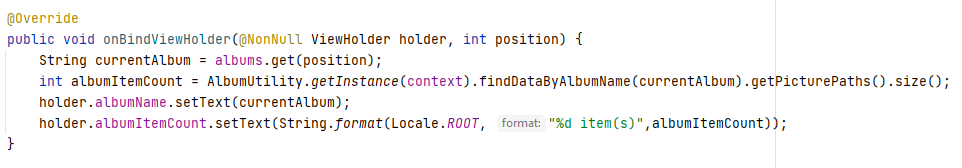 @Override
public void onBindViewHolder(@NonNull ViewHolder holder, int position) {
    String currentAlbum = albums.get(position);
    int albumItemCount = AlbumUtility.getInstance(context).findDataByAlbumName(currentAlbum).getPicturePaths().size();
    holder.albumName.setText(currentAlbum);
    holder.albumItemCount.setText(String.format(Locale.ROOT, format: "%d item(s)",albumItemCount));
}